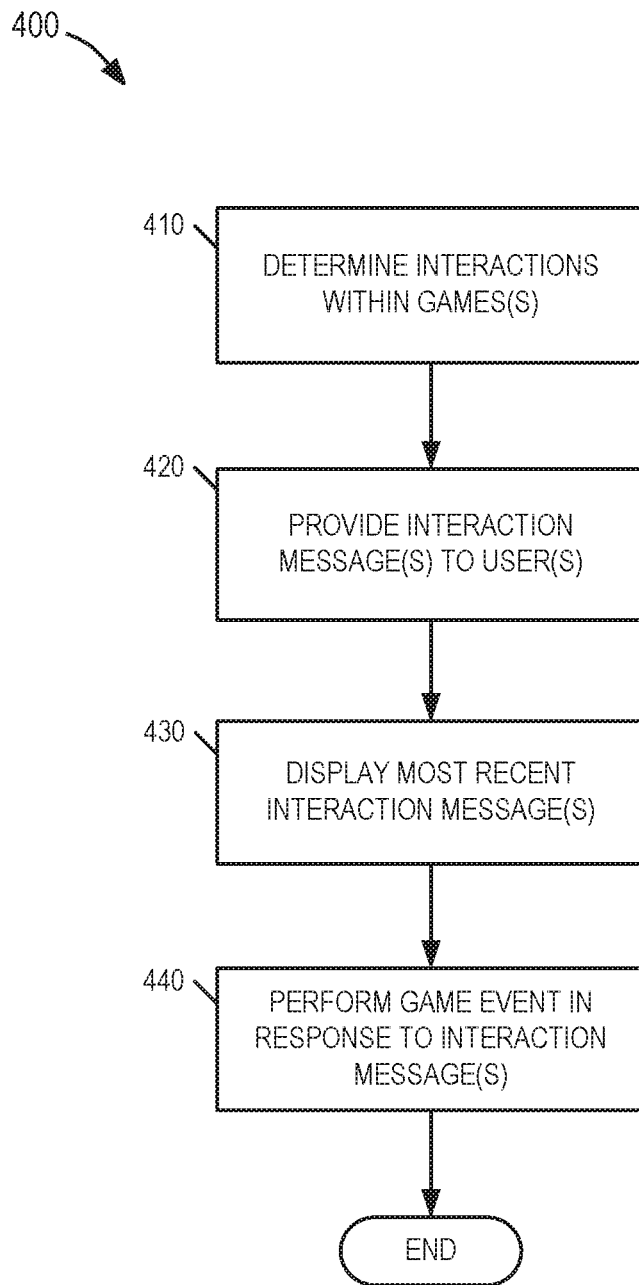 400
410
DETERMINE INTERACTIONS
WITHIN GAMES(S)
420
PROVIDE INTERACTION
MESSAGE(S) TO USER(S)
430
DISPLAY MOST RECENT
INTERACTION MESSAGE(S)
440
PERFORM GAME EVENT IN
RESPONSE TO INTERACTION
MESSAGE(S)
END